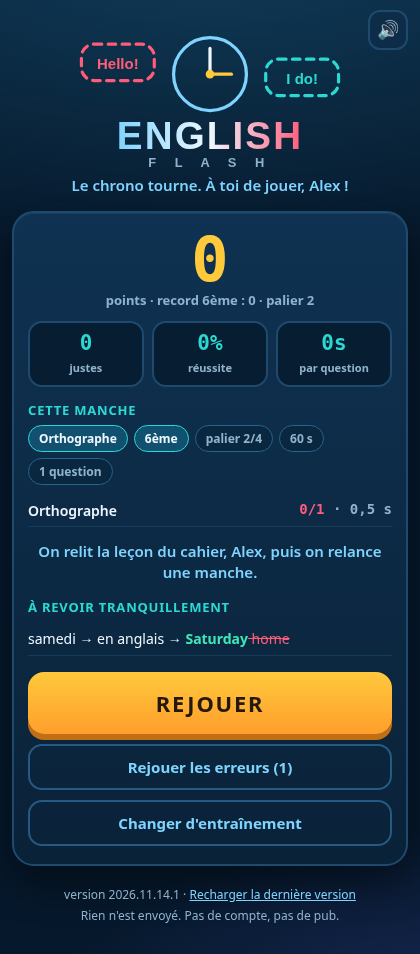 Hello!
I do!
ENGLISH
FLASH
Le chrono tourne. À toi de jouer, Alex !
0
points · record 6ème : 0 · palier 2
0
justes
0%
réussite
0s
par question
CETTE MANCHE
Orthographe
6ème
palier 2/4
60 s
1 question
Orthographe
0/1 · 0,5 s
On relit la leçon du cahier, Alex, puis on relance
une manche.
À REVOIR TRANQUILLEMENT
samedi → en anglais → Saturday home
REJOUER
Rejouer les erreurs (1)
Changer d'entraînement
version 2026.11.14.1 · Recharger la dernière version
Rien n'est envoyé. Pas de compte, pas de pub.